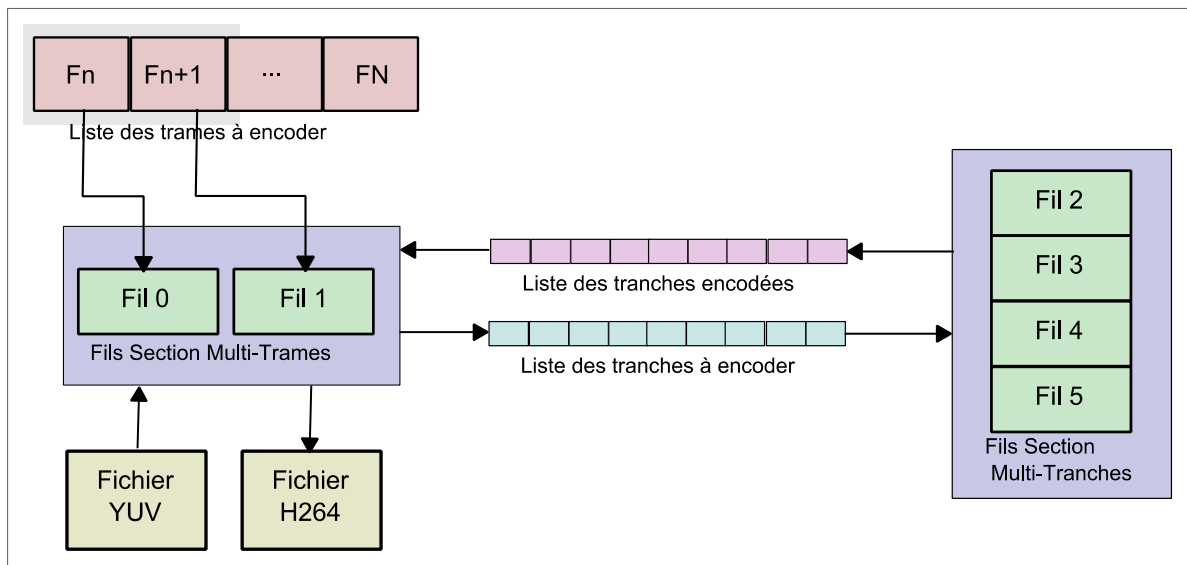 Fn Fn+1 ... FN
Liste des trames à encoder
Fil 0 Fil 1
Fils Section Multi-Trames
Fichier
YUV
Fichier
H264
Liste des tranches encodées
Liste des tranches à encoder
Fil 2
Fil 3
Fil 4
Fil 5
Fils Section
Multi-Tranches